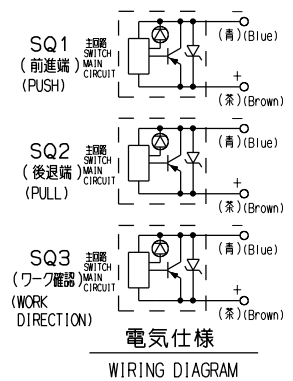 SQ1
(前進端)
(PUSH)
主回路
SWITCH
MAIN
CIRCUIT
−
(青)(Blue)
+
(茶)(Brown)
SQ2
(後退端)
(PULL)
主回路
SWITCH
MAIN
CIRCUIT
−
(青)(Blue)
+
(茶)(Brown)
SQ3
(ワーク確認)
(WORK
DIRECTION)
主回路
SWITCH
MAIN
CIRCUIT
−
(青)(Blue)
+
(茶)(Brown)
電気仕様
WIRING DIAGRAM